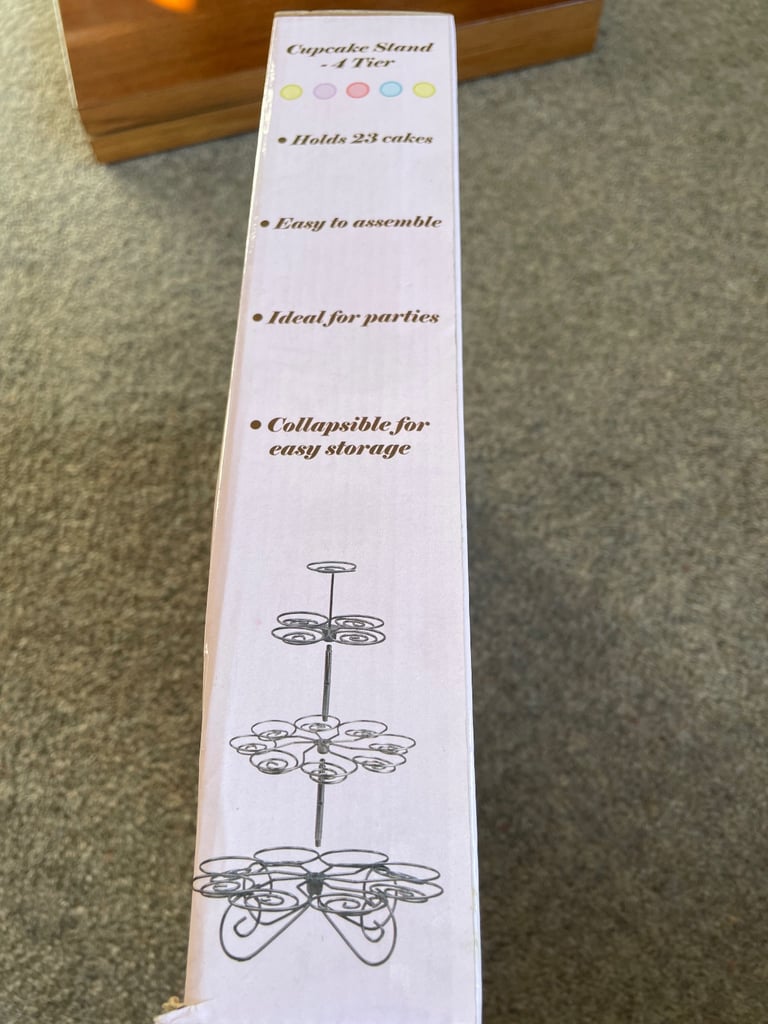 Cupcake Stand
- 4 Tier
• Holds 23 cakes
• Easy to assemble
• Ideal for parties
• Collapsible for
easy storage